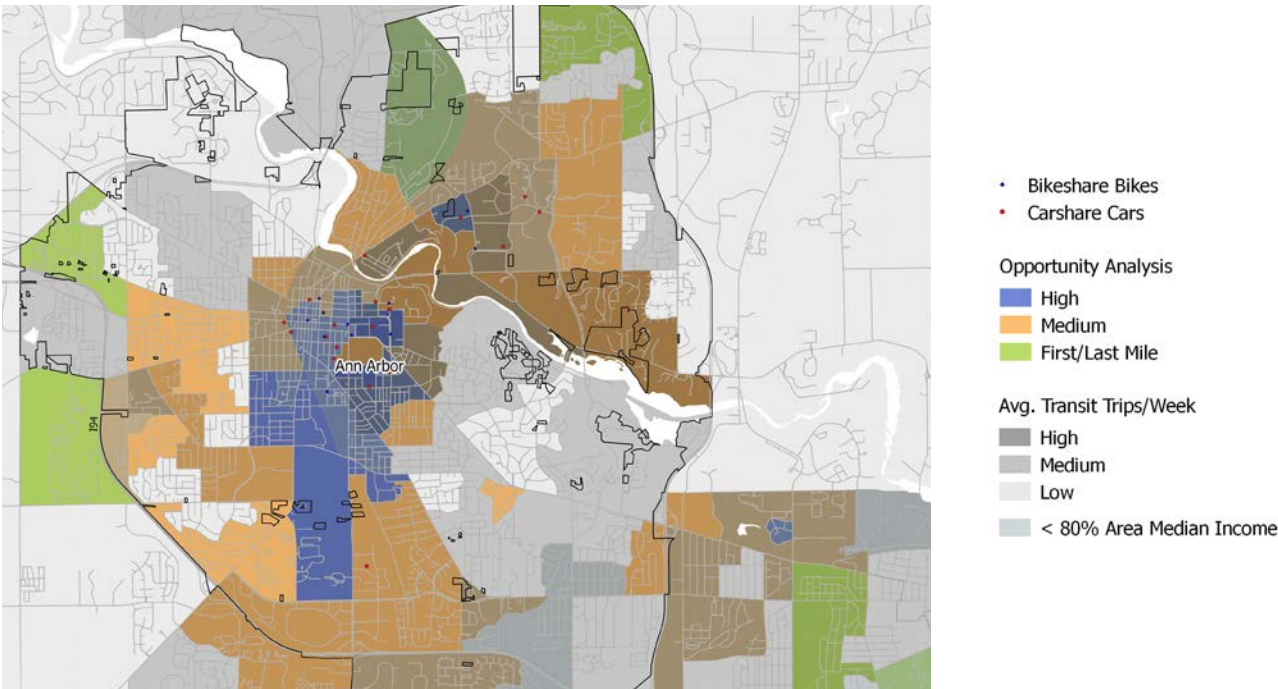 Ann Arbor
I94
Bikeshare Bikes
Carshare Cars
Opportunity Analysis
High
Medium
First/Last Mile
Avg. Transit Trips/Week
High
Medium
Low
< 80% Area Median Income